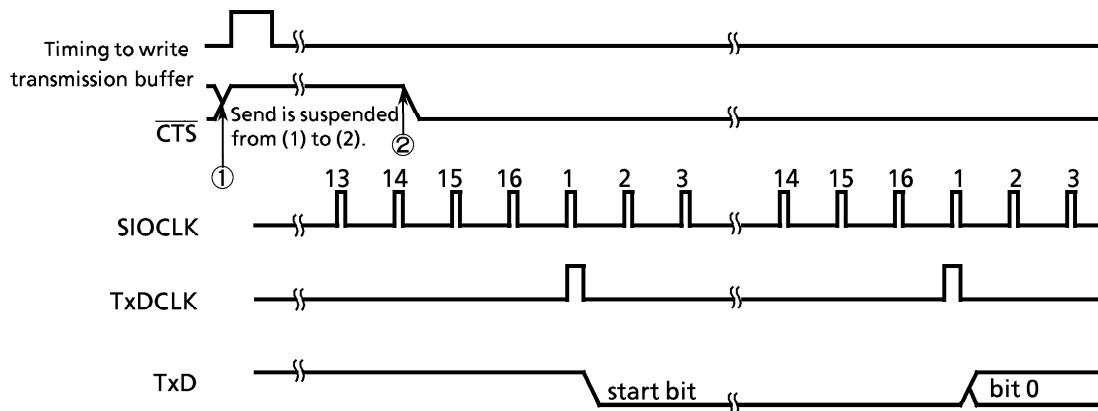 Timing to write
transmission buffer
CTS
Send is suspended
from (1) to (2).
① ②
13 14 15 16 1 2 3 14 15 16 1 2 3
SIOCLK
TxDCLK
TxD
start bit
bit 0